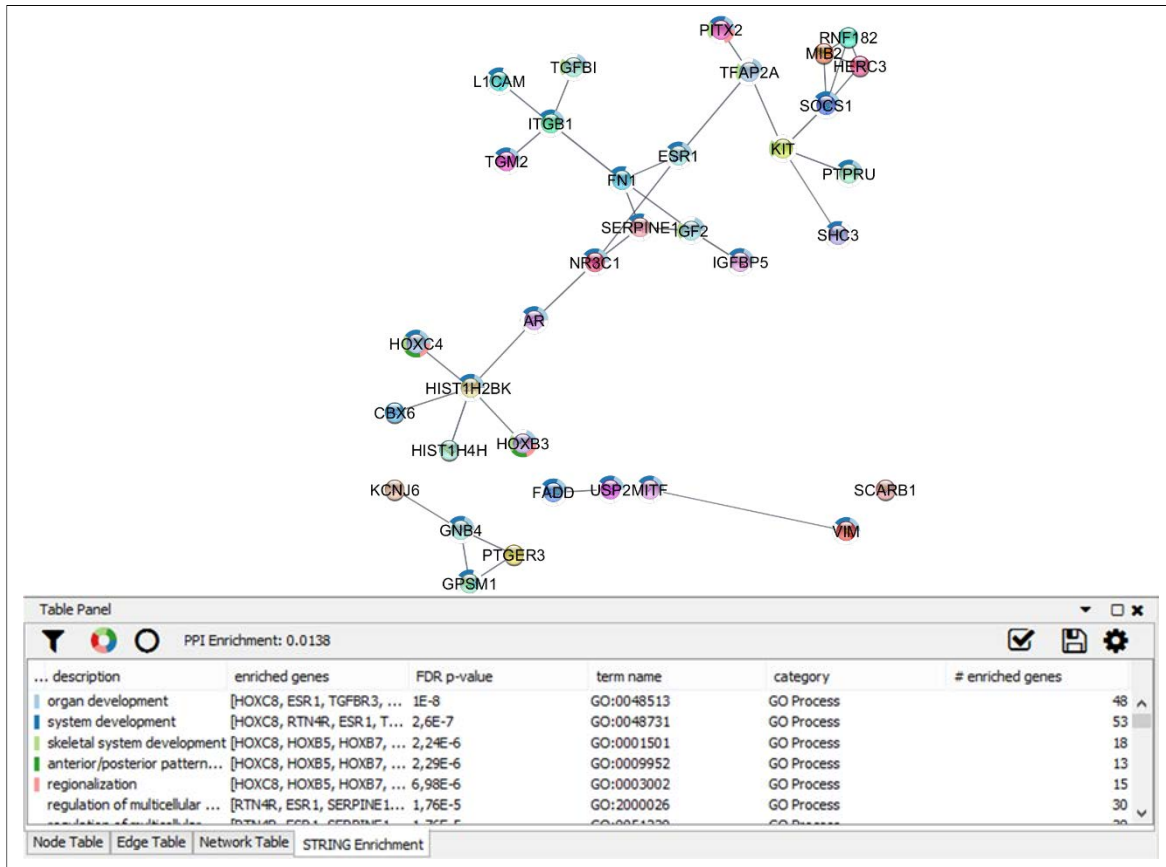 PITX2
RNF182
MIB2
HERC3
TGFBI
TFAP2A
L1CAM
SOCS1
ITGB1
KIT
ESR1
TGM2
PTPRU
FN1
SERPINE1
IGF2
SHC3
NR3C1
IGFBP5
AR
HOXC4
HIST1H2BK
CBX6
HIST1H4H
HOXB3
KCNJ6
FADD
USP2
MITF
SCARB1
GNB4
VIM
PTGER3
GPSM1
Table Panel
PPI Enrichment: 0.0138
... description enriched genes FDR p-value term name category # enriched genes
organ development [HOXC8, ESR1, TGFBR3, ... 1E-8 GO:0048513 GO Process 48
system development [HOXC8, RTN4R, ESR1, T... 2,6E-7 GO:0048731 GO Process 53
skeletal system development [HOXC8, HOXB5, HOXB7, ... 2,24E-6 GO:0001501 GO Process 18
anterior/posterior pattern... [HOXC8, HOXB5, HOXB7, ... 2,29E-6 GO:0009952 GO Process 13
regionalization [HOXC8, HOXB5, HOXB7, ... 6,98E-6 GO:0003002 GO Process 15
regulation of multicellular ... [RTN4R, ESR1, SERPINE1... 1,76E-5 GO:2000026 GO Process 30
Node Table Edge Table Network Table STRING Enrichment